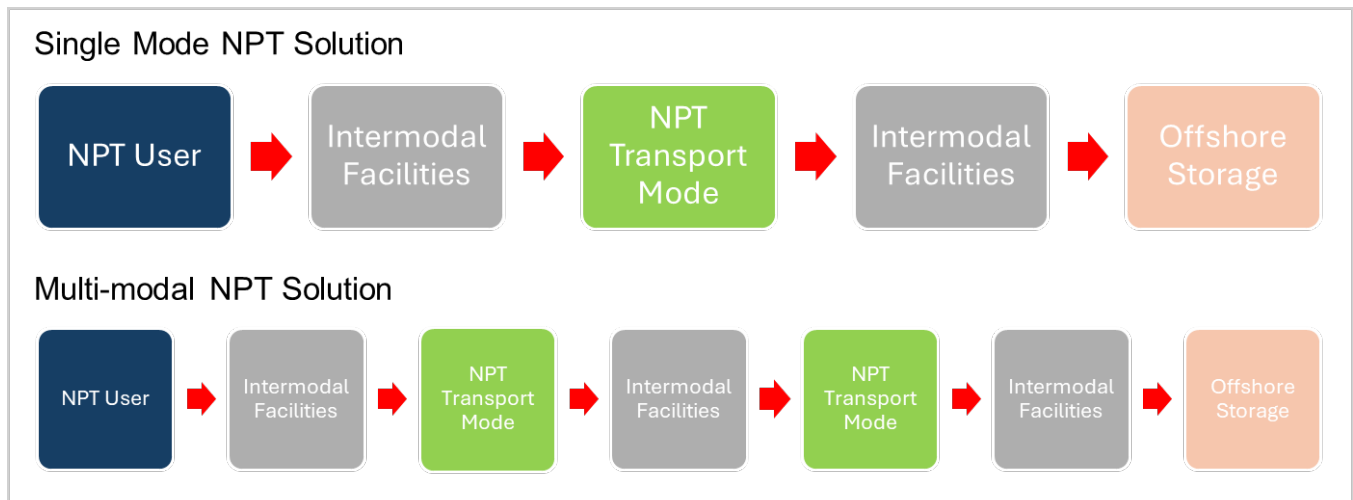 Single Mode NPT Solution
NPT User
Intermodal
Facilities
NPT
Transport
Mode
Intermodal
Facilities
Offshore
Storage
Multi-modal NPT Solution
NPT User
Intermodal
Facilities
NPT
Transport
Mode
Intermodal
Facilities
NPT
Transport
Mode
Intermodal
Facilities
Offshore
Storage